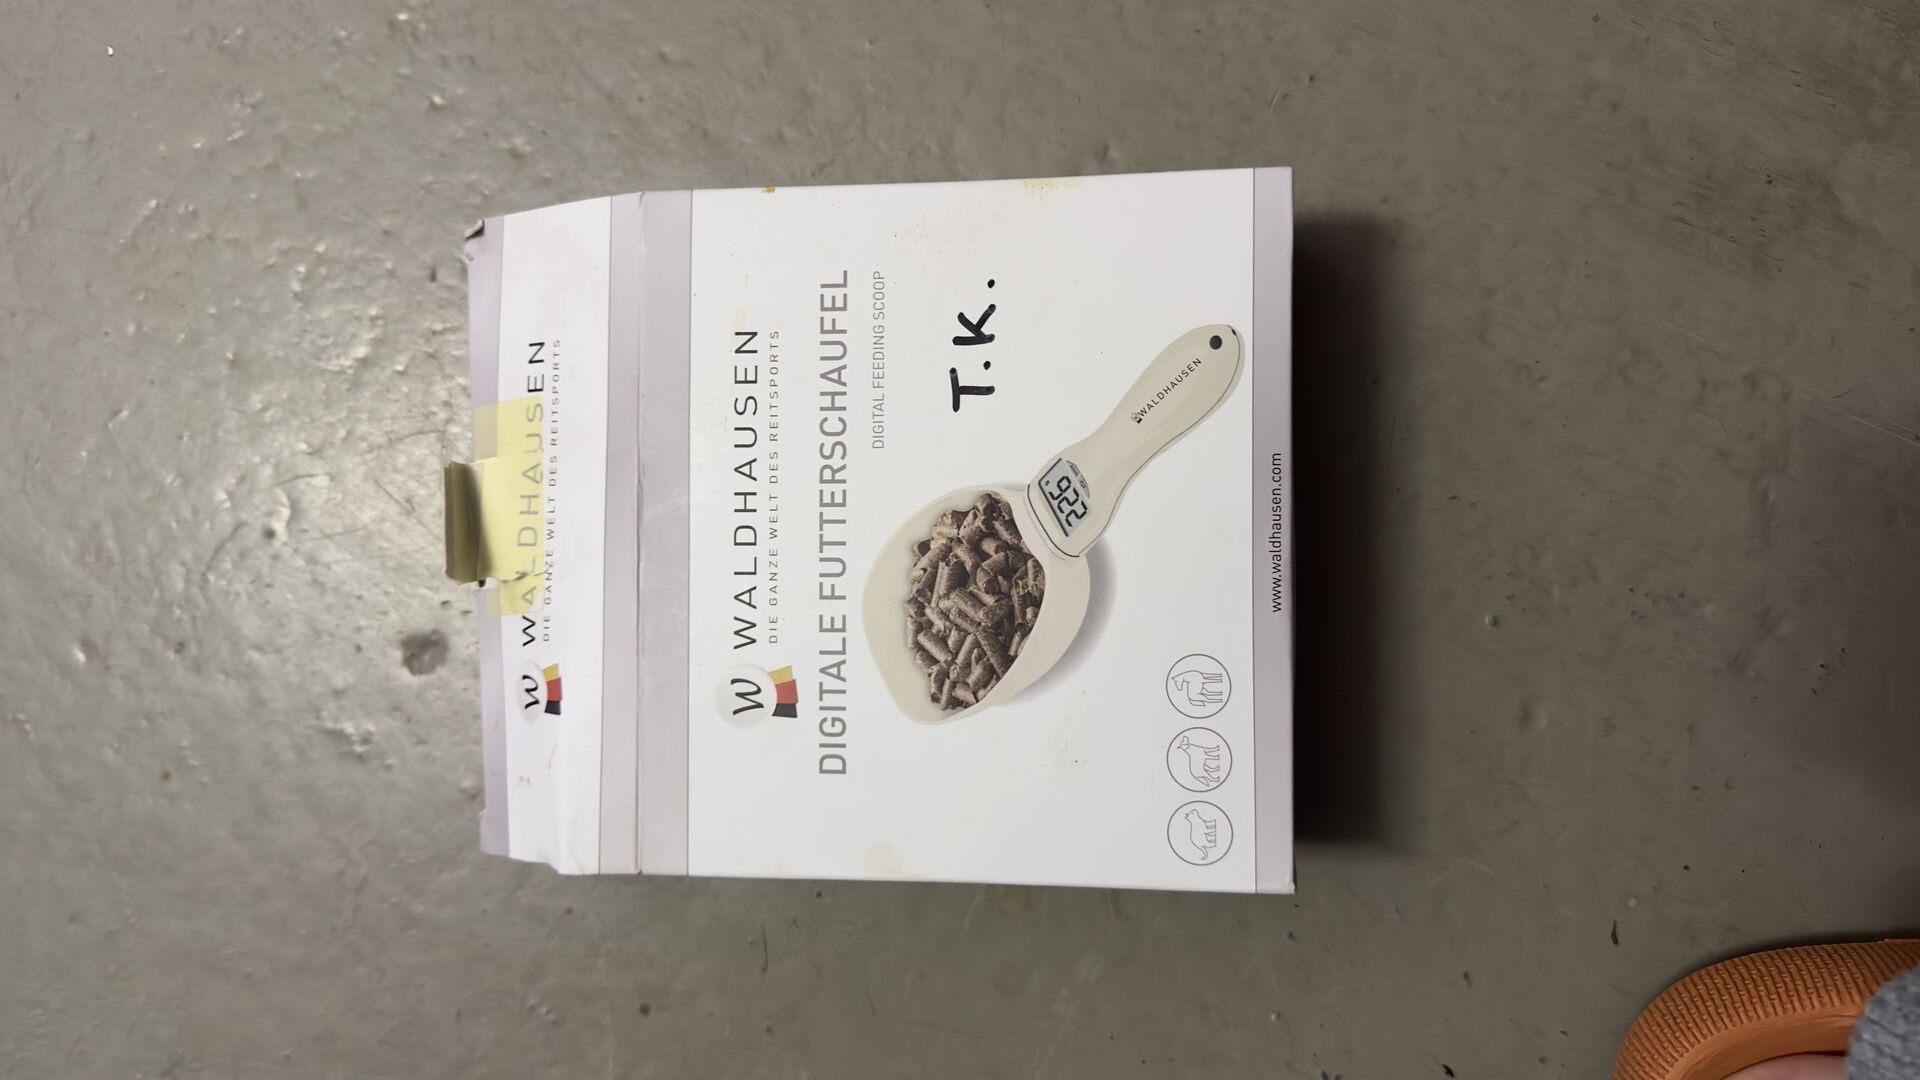 WALDHAUSEN
DIE GANZE WELT DES REITSPORTS
W WALDHAUSEN
DIE GANZE WELT DES REITSPORTS
DIGITALE FUTTERSCHAUFEL
DIGITAL FEEDING SCOOP
T.K.
922
WALDHAUSEN
www.waldhausen.com